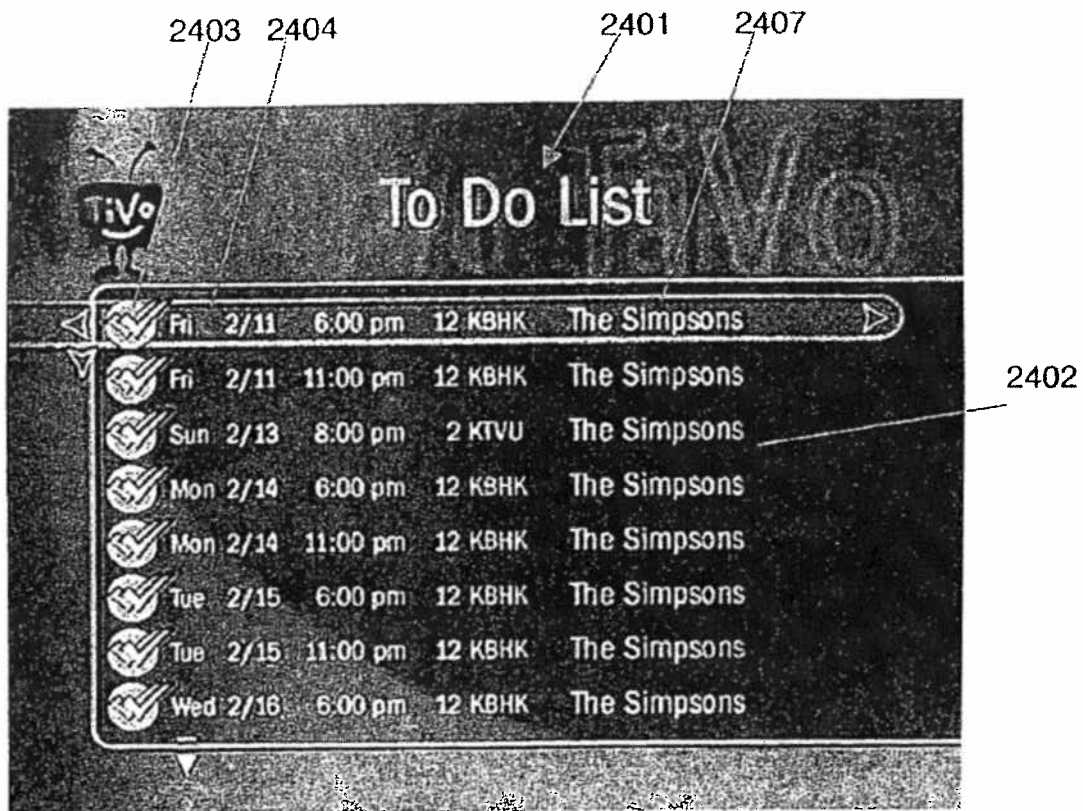 2403 2404 2401 2407
TiVo
TiVo
To Do List
Fri 2/11 6:00 pm 12 KBHK The Simpsons
Fri 2/11 11:00 pm 12 KBHK The Simpsons
2402
Sun 2/13 8:00 pm 2 KTVU The Simpsons
Mon 2/14 6:00 pm 12 KBHK The Simpsons
Mon 2/14 11:00 pm 12 KBHK The Simpsons
Tue 2/15 6:00 pm 12 KBHK The Simpsons
Tue 2/15 11:00 pm 12 KBHK The Simpsons
Wed 2/16 6:00 pm 12 KBHK The Simpsons